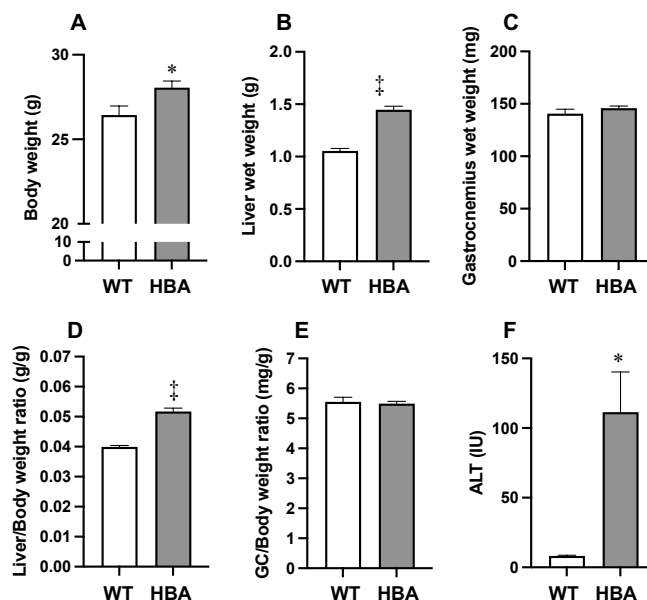 A
Body weight (g)
30
25
20
10
0
*
WT HBA
B
Liver wet weight (g)
2.0
1.5
1.0
0.5
0.0
‡
WT HBA
C
Gastrocnemius wet weight (mg)
200
150
100
50
0
WT HBA
D
Liver/Body weight ratio (g/g)
0.07
0.06
0.05
0.04
0.03
0.02
0.01
0.00
‡
WT HBA
E
GC/Body weight ratio (mg/g)
7
6
5
4
3
2
1
0
WT HBA
F
ALT (IU)
150
100
50
0
*
WT HBA